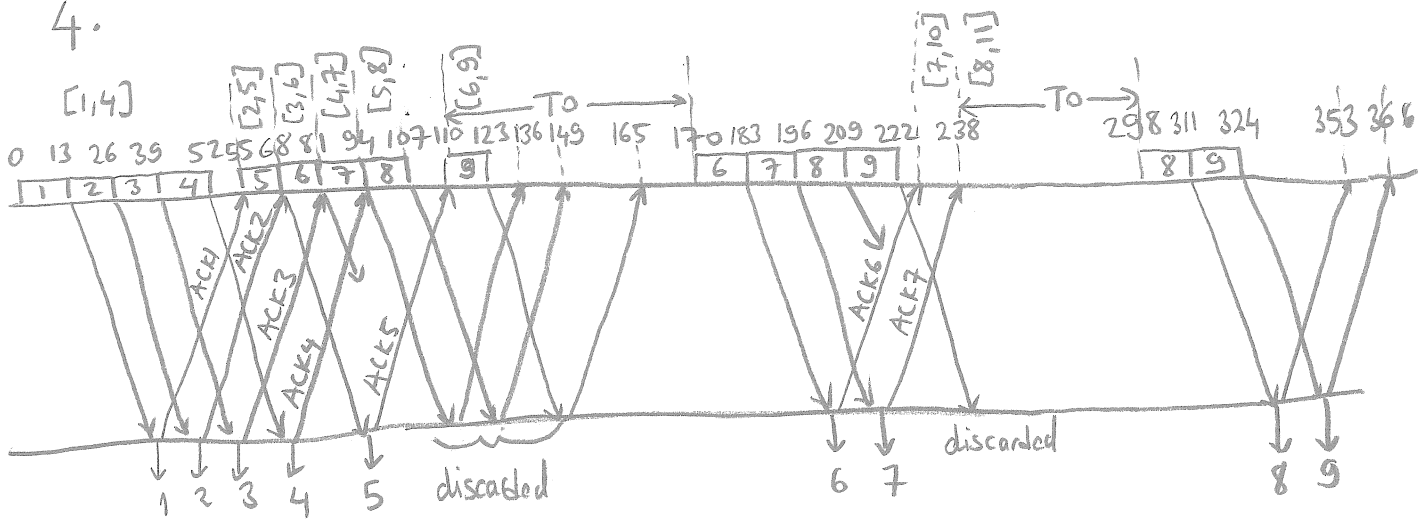 4.
[1,4] [2,5] [3,6] [4,7] [5,8] [6,9] [7,10] [8,11]
TO TO
0 13 26 39 52 55 68 81 94 107 110 123 136 149 165 170 183 196 209 222 238 298 311 324 353 366
1 2 3 4 5 6 7 8 9 6 7 8 9 8 9
ACK1 ACK2 ACK3 ACK4 ACK5 ACK6 ACK7
1 2 3 4 5 discarded 6 7 discarded 8 9